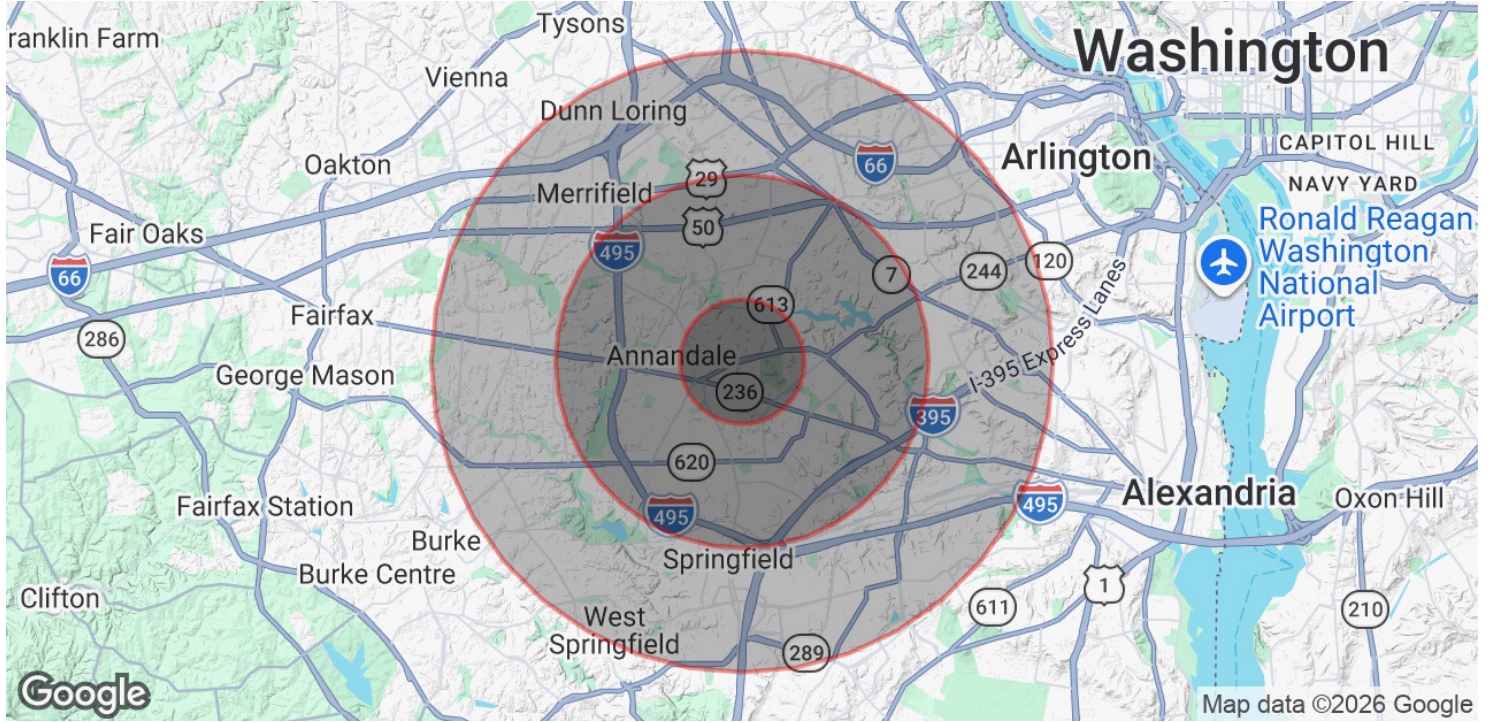 Tysons
ranklin Farm
Washington
Vienna
Dunn Loring
CAPITOL HILL
Arlington
Oakton
66
29
NAVY YARD
Merrifield
50
Ronald Reagan
Washington
National
Airport
Fair Oaks
495
120
244
7
66
613
Fairfax
286
I-395 Express Lanes
Annandale
George Mason
236
395
620
Alexandria
Oxon Hill
495
Fairfax Station
495
Burke
Springfield
Burke Centre
1
Clifton
611
210
West
Springfield
289
Google
Map data ©2026 Google